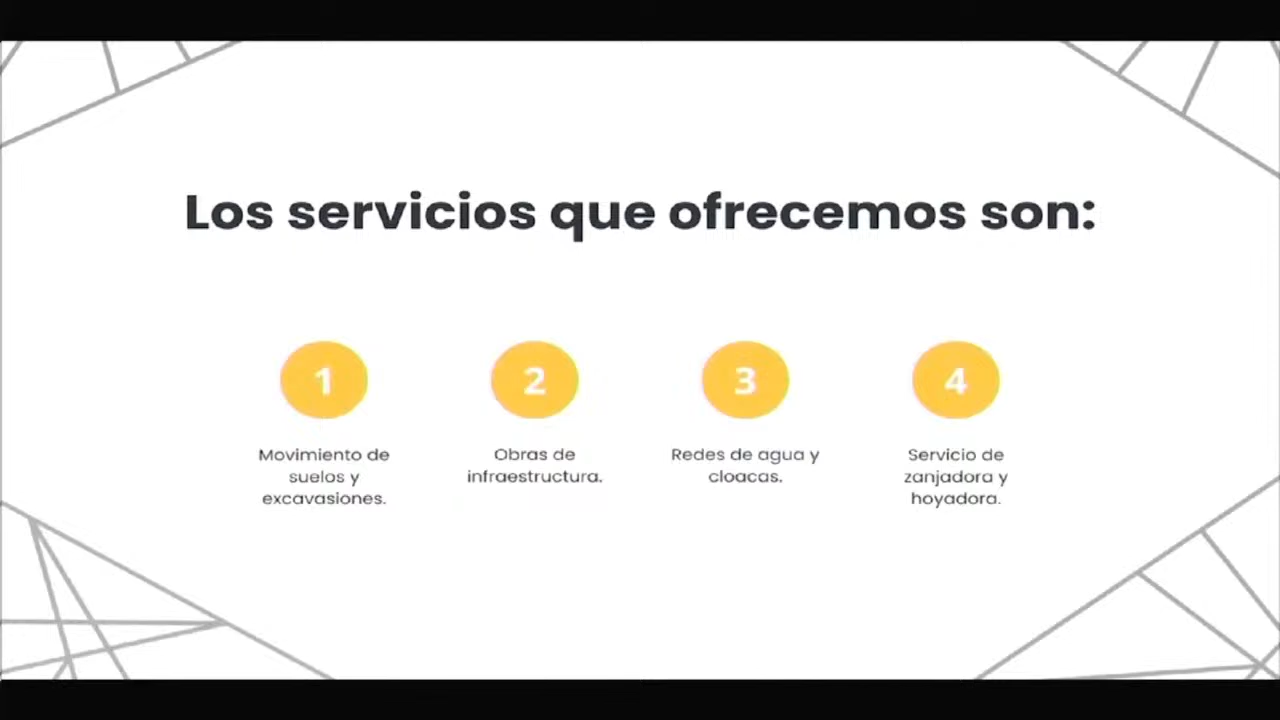 Los servicios que ofrecemos son:
1
2
3
4
Movimiento de
suelos y
excavasiones.
Obras de
infraestructura.
Redes de agua y
cloacas.
Servicio de
zanjadora y
hoyadora.